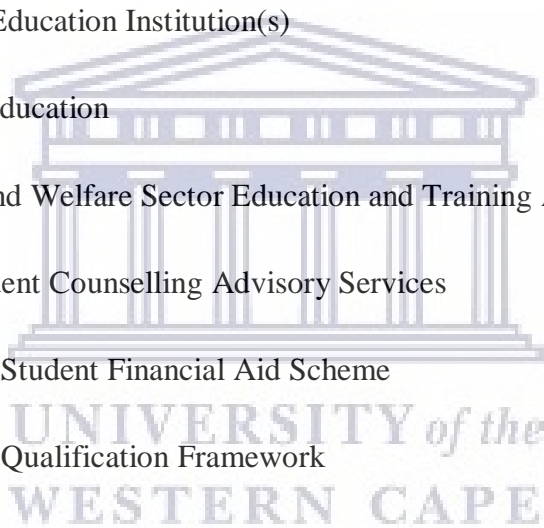 Education Institution(s)
ducation
nd Welfare Sector Education and Training
ent Counselling Advisory Services
Student Financial Aid Scheme
UNIVERSITY of the
Qualification Framework
WESTERN CAPE